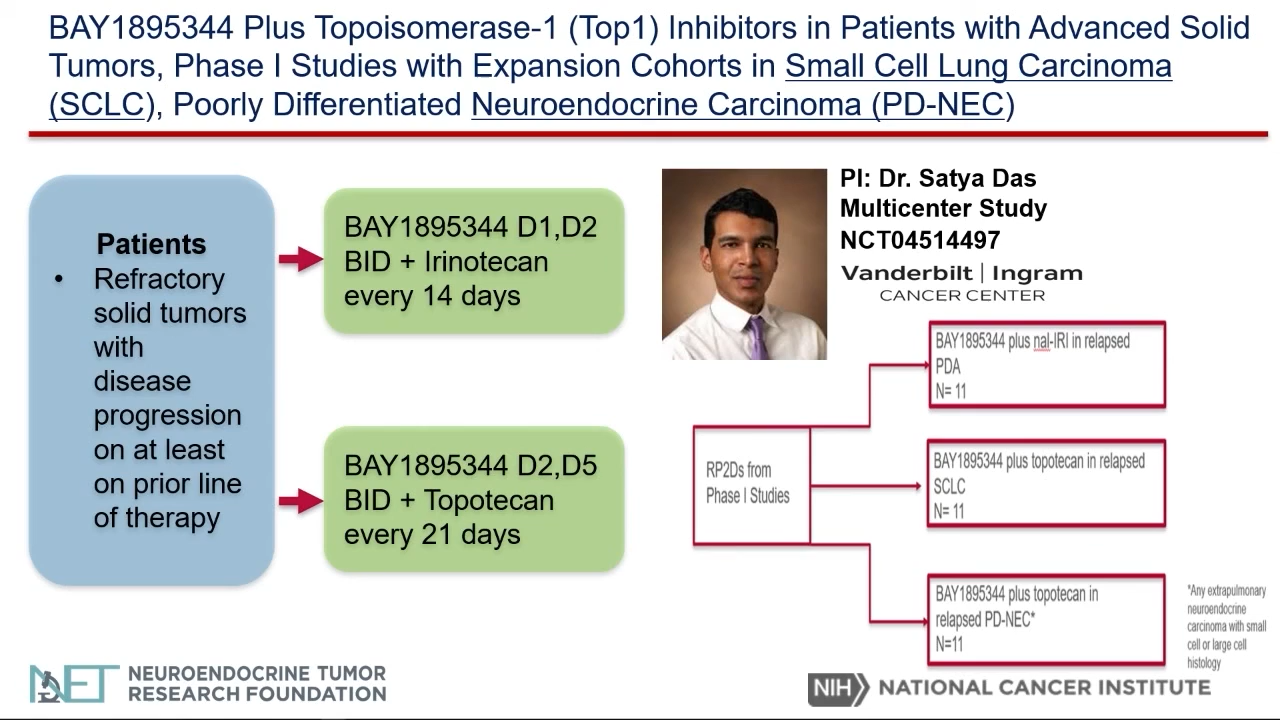 BAY1895344 Plus Topoisomerase-1 (Top1) Inhibitors in Patients with Advanced Solid
Tumors, Phase I Studies with Expansion Cohorts in Small Cell Lung Carcinoma
(SCLC), Poorly Differentiated Neuroendocrine Carcinoma (PD-NEC)
Patients
• Refractory
solid tumors
with
disease
progression
on at least
on prior line
of therapy
BAY1895344 D1,D2
BID + Irinotecan
every 14 days
BAY1895344 D2,D5
BID + Topotecan
every 21 days
PI: Dr. Satya Das
Multicenter Study
NCT04514497
Vanderbilt | Ingram
CANCER CENTER
RP2Ds from
Phase I Studies
BAY1895344 plus nal-IRI in relapsed
PDA
N= 11
BAY1895344 plus topotecan in relapsed
SCLC
N= 11
BAY1895344 plus topotecan in
relapsed PD-NEC*
N=11
*Any extrapulmonary
neuroendocrine
carcinoma with small
cell or large cell
histology
NET NEUROENDOCRINE TUMOR
RESEARCH FOUNDATION
NIH NATIONAL CANCER INSTITUTE